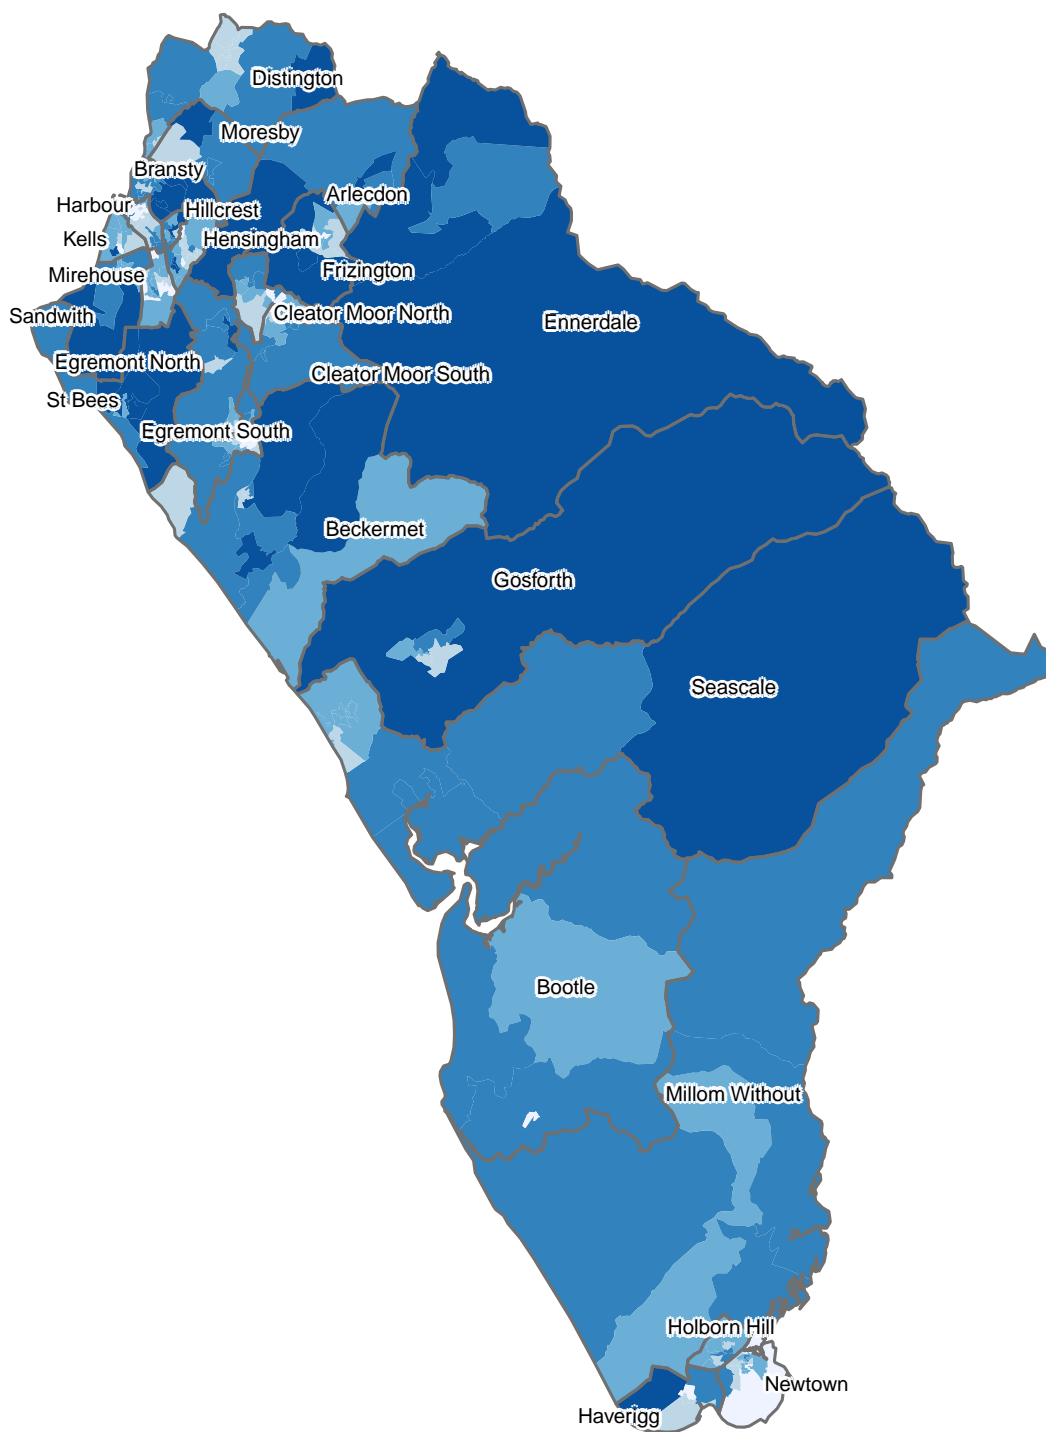 Distington
Moresby
Bransty
Arlecdon
Harbour
Hillcrest
Kells
Hensingham
Mirehouse
Frizington
Sandwith
Cleator Moor North
Ennerdale
Egremont North
Cleator Moor South
St Bees
Egremont South
Beckermet
Gosforth
Seascale
Bootle
Millom Without
Holborn Hill
Newtown
Haverigg